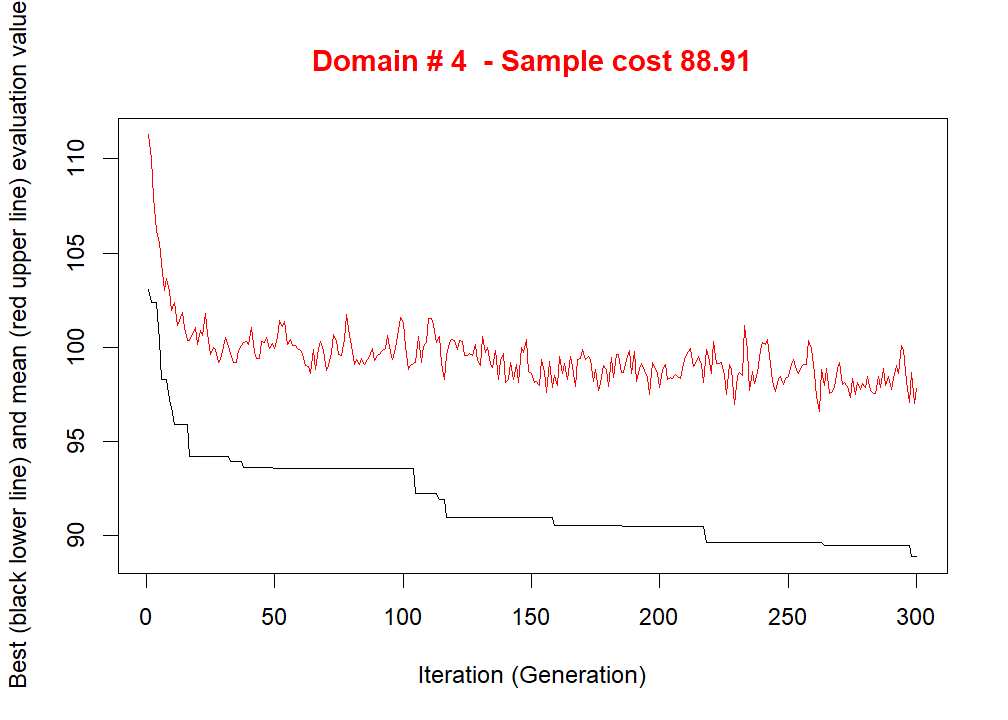 Domain # 4  - Sample cost 88.91
Best (black lower line) and mean (red upper line) evaluation value
110
105
100
95
90
0 50 100 150 200 250 300
Iteration (Generation)